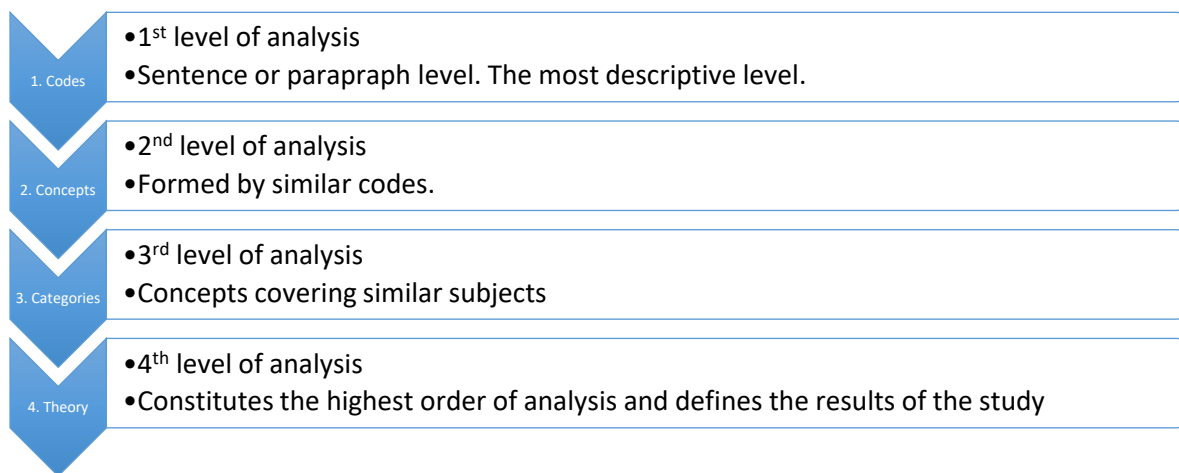 1. Codes
•1st level of analysis
•Sentence or parapraph level. The most descriptive level.
2. Concepts
•2nd level of analysis
•Formed by similar codes.
3. Categories
•3rd level of analysis
•Concepts covering similar subjects
4. Theory
•4th level of analysis
•Constitutes the highest order of analysis and defines the results of the study